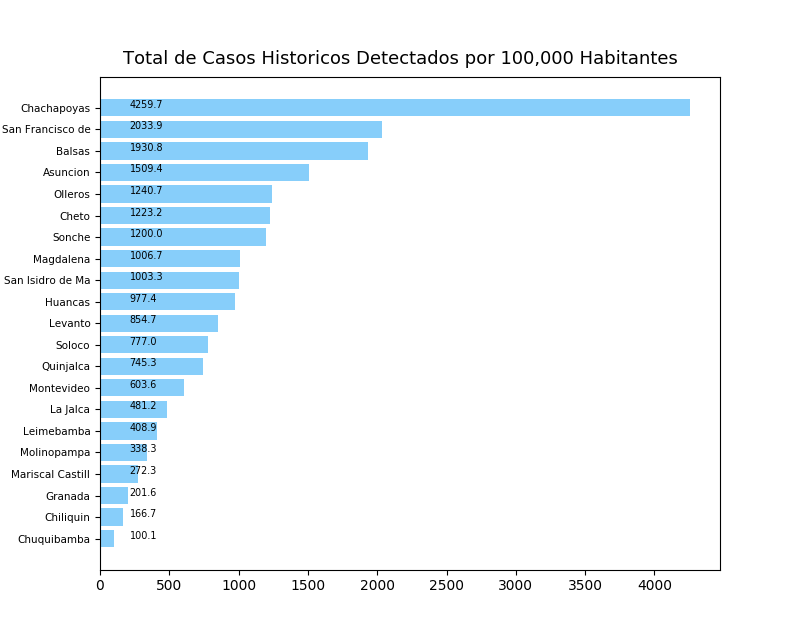 Total de Casos Historicos Detectados por 100,000 Habitantes
Chachapoyas 4259.7
San Francisco de 2033.9
Balsas 1930.8
Asuncion 1509.4
Olleros 1240.7
Cheto 1223.2
Sonche 1200.0
Magdalena 1006.7
San Isidro de Ma 1003.3
Huancas 977.4
Levanto 854.7
Soloco 777.0
Quinjalca 745.3
Montevideo 603.6
La Jalca 481.2
Leimebamba 408.9
Molinopampa 338.3
Mariscal Castill 272.3
Granada 201.6
Chiliquin 166.7
Chuquibamba 100.1
0 500 1000 1500 2000 2500 3000 3500 4000